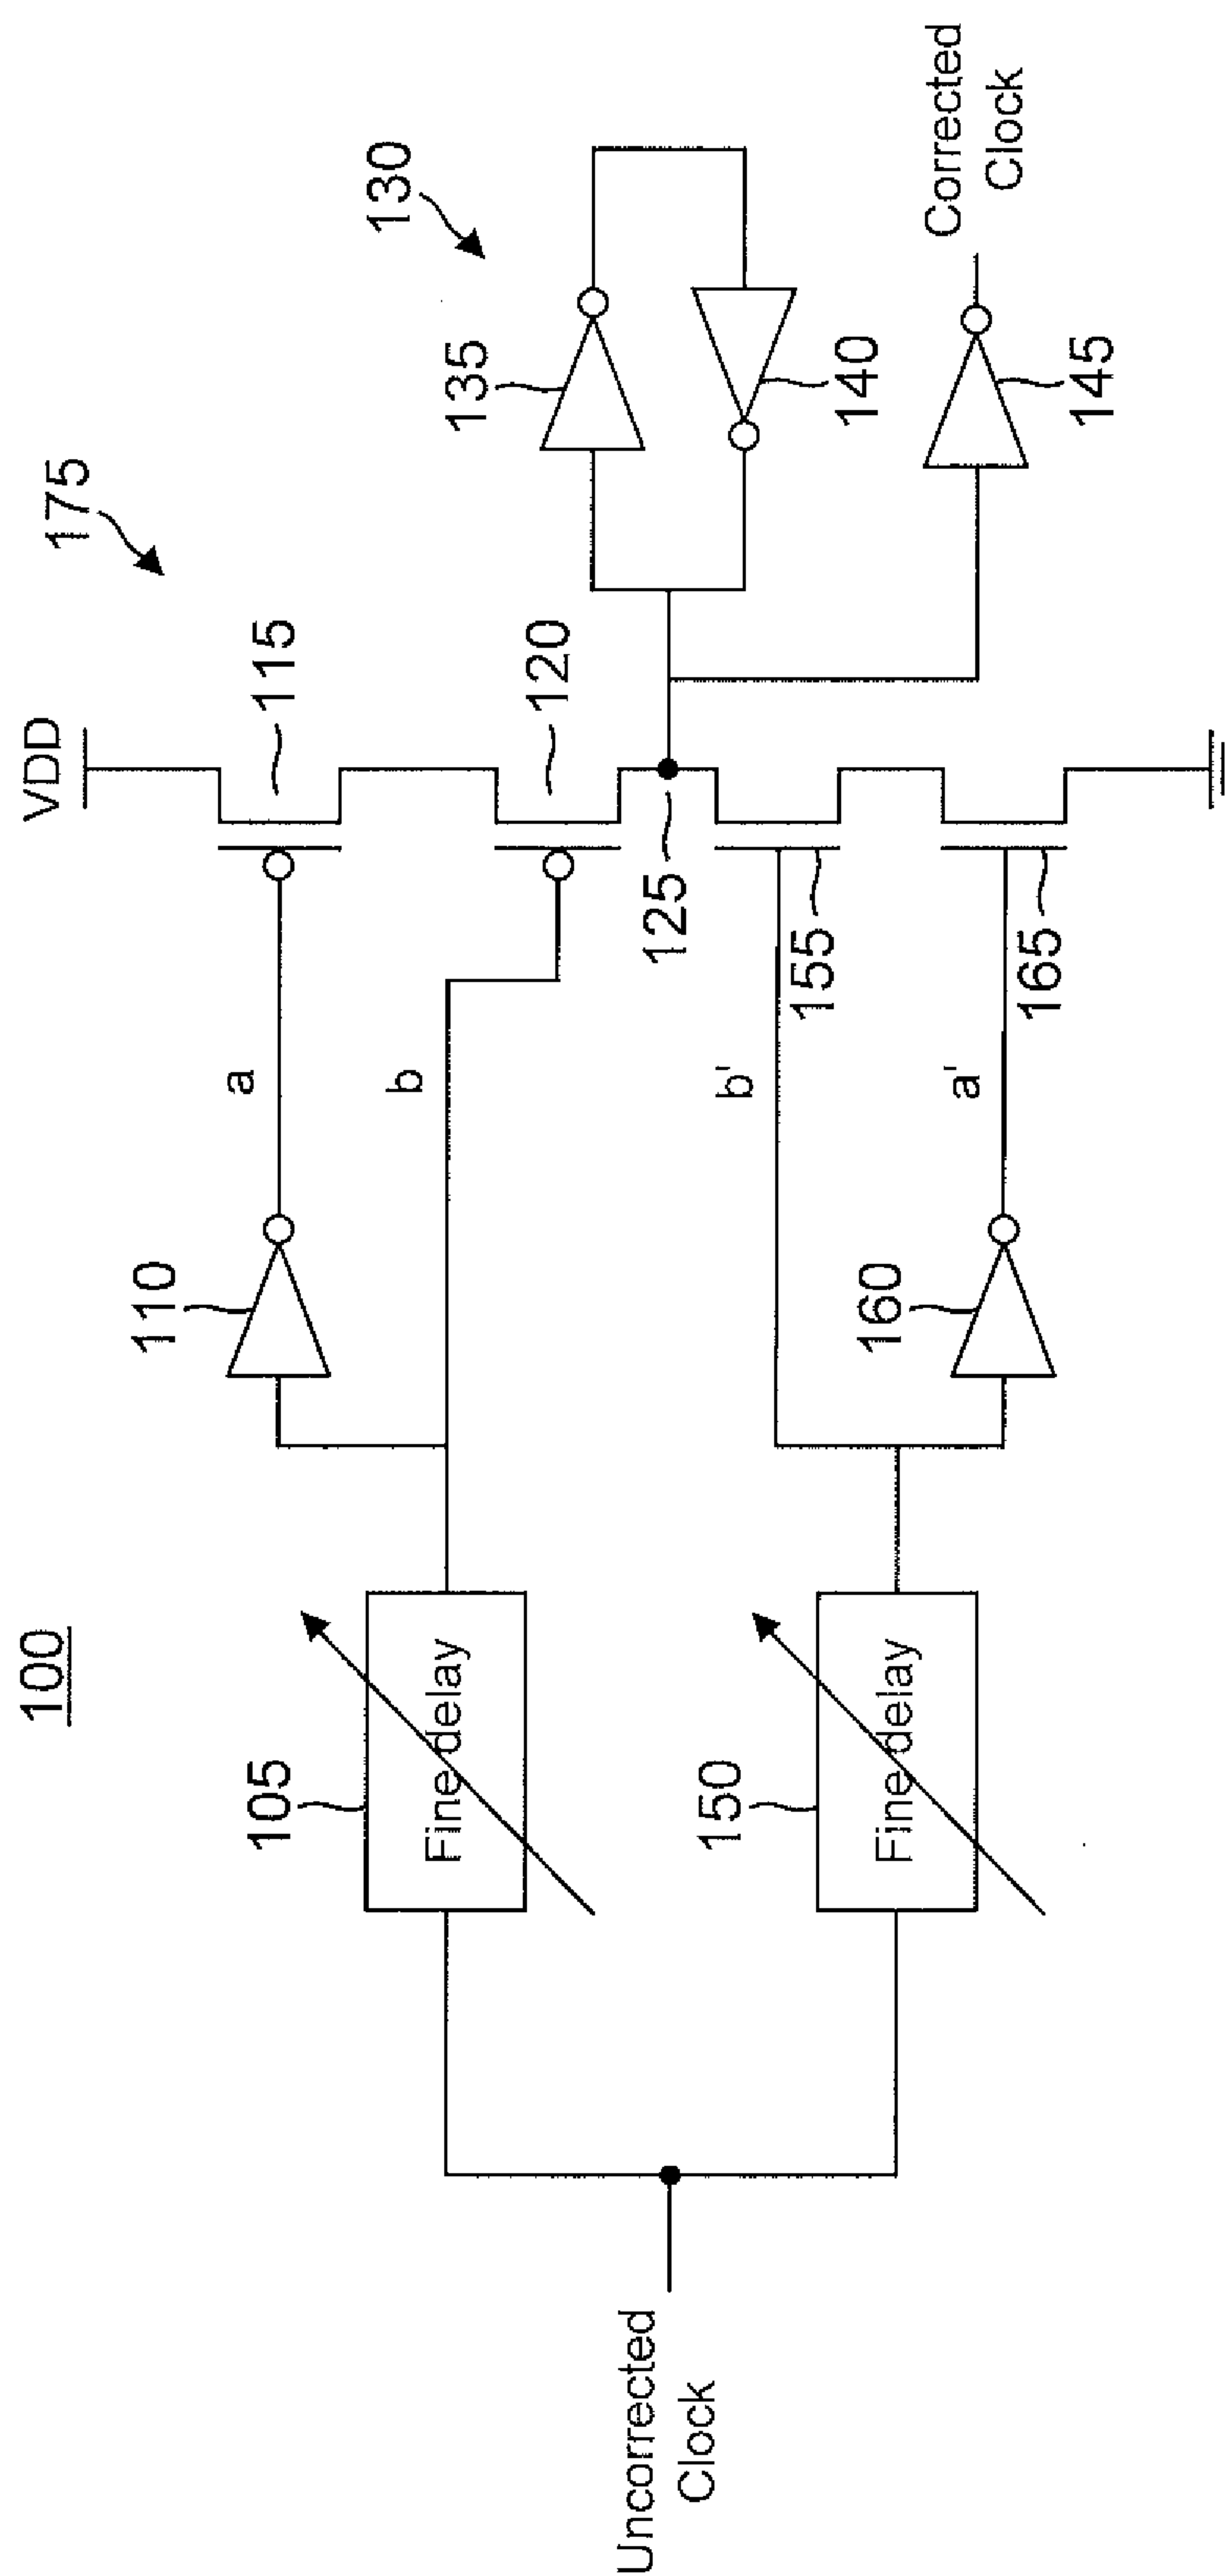 100
175
VDD
115
120
125
155
165
a
b
b'
a'
110
160
105
Fine delay
150
Fine delay
Uncorrected
Clock
130
135
140
145
Corrected
Clock